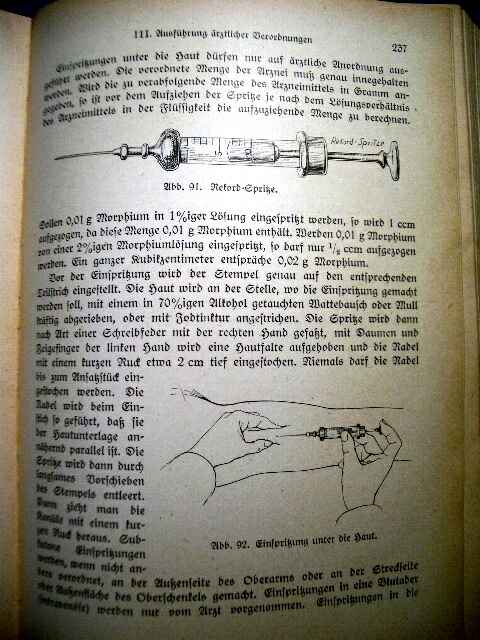 III. Ausführung ärztlicher Verordnungen
237
Einspritzungen unter die Haut dürfen nur auf ärztliche Anordnung aus-
geführt werden. Die verordnete Menge der Arznei muß genau innegehalten
werden. Wird die zu verabfolgende Menge des Arzneimittels in Gramm an-
gegeben, so ist vor dem Aufziehen der Spritze je nach dem Lösungsverhältnis
des Arzneimittels in der Flüssigkeit die aufzuziehende Menge zu berechnen.
Rekord-Spritze
Abb. 91. Rekord-Spritze.
Sollen 0,01 g Morphium in 1%iger Lösung eingespritzt werden, so wird 1 ccm
aufgezogen, da diese Menge 0,01 g Morphium enthält. Werden 0,01 g Morphium
von einer 2%igen Morphiumlösung eingespritzt, so darf nur 1/2 ccm aufgezogen
werden. Ein ganzer Kubikzentimeter entspräche 0,02 g Morphium.
Vor der Einspritzung wird der Stempel genau auf den entsprechenden
Teilstrich eingestellt. Die Haut wird an der Stelle, wo die Einspritzung gemacht
werden soll, mit einem in 70%igen Alkohol getauchten Wattebausch oder Mull
kräftig abgerieben, oder mit Jodtinktur angestrichen. Die Spritze wird dann
nach Art einer Schreibfeder mit der rechten Hand gefaßt, mit Daumen und
Zeigefinger der linken Hand wird eine Hautfalte aufgehoben und die Nadel
mit einem kurzen Ruck etwa 2 cm tief eingestochen. Niemals darf die Nadel
bis zum Ansatzstück ein-
gestochen werden. Die
Nadel wird beim Ein-
stich so geführt, daß sie
der Hautunterlage an-
nähernd parallel ist. Die
Spritze wird dann durch
langsames Vorschieben
des Stempels entleert.
Dann zieht man die
Kanüle mit einem kur-
zen Ruck heraus. Sub-
kutane Einspritzungen
werden, wenn nicht an-
Abb. 92. Einspritzung unter die Haut.
ders verordnet, an der Außenseite des Oberarms oder an der Streckseite
oder Außenfläche des Oberschenkels gemacht. Einspritzungen in eine Blutader
(intravenöse) werden nur vom Arzt vorgenommen. Einspritzungen in die